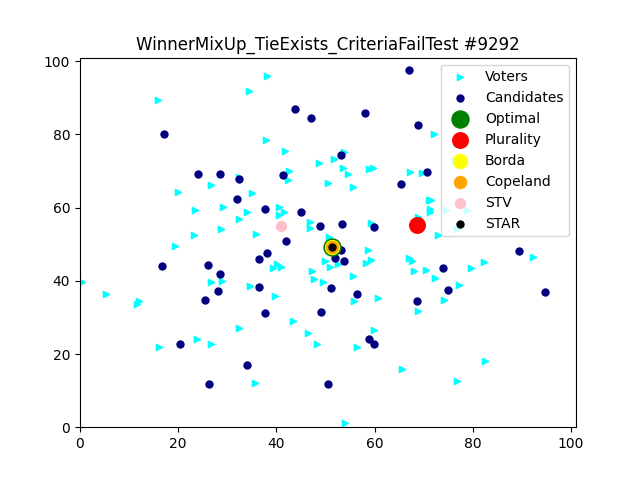 WinnerMixUp_TieExists_CriteriaFailTest #9292
100
80
60
40
20
0
0
20
40
60
80
100
Voters
Candidates
Optimal
Plurality
Borda
Copeland
STV
STAR